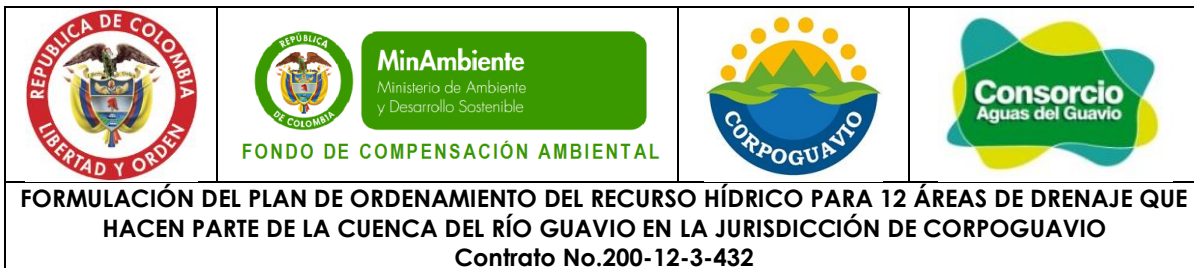 REPUBLICA DE COLOMBIA
LIBERTAD Y ORDEN
REPÚBLICA
DE COLOMBIA
MinAmbiente
Ministerio de Ambiente
y Desarrollo Sostenible
FONDO DE COMPENSACIÓN AMBIENTAL
CORPOGUAVIO
Consorcio
Aguas del Guavio
FORMULACIÓN DEL PLAN DE ORDENAMIENTO DEL RECURSO HÍDRICO PARA 12 ÁREAS DE DRENAJE QUE
HACEN PARTE DE LA CUENCA DEL RÍO GUAVIO EN LA JURISDICCIÓN DE CORPOGUAVIO
Contrato No.200-12-3-432